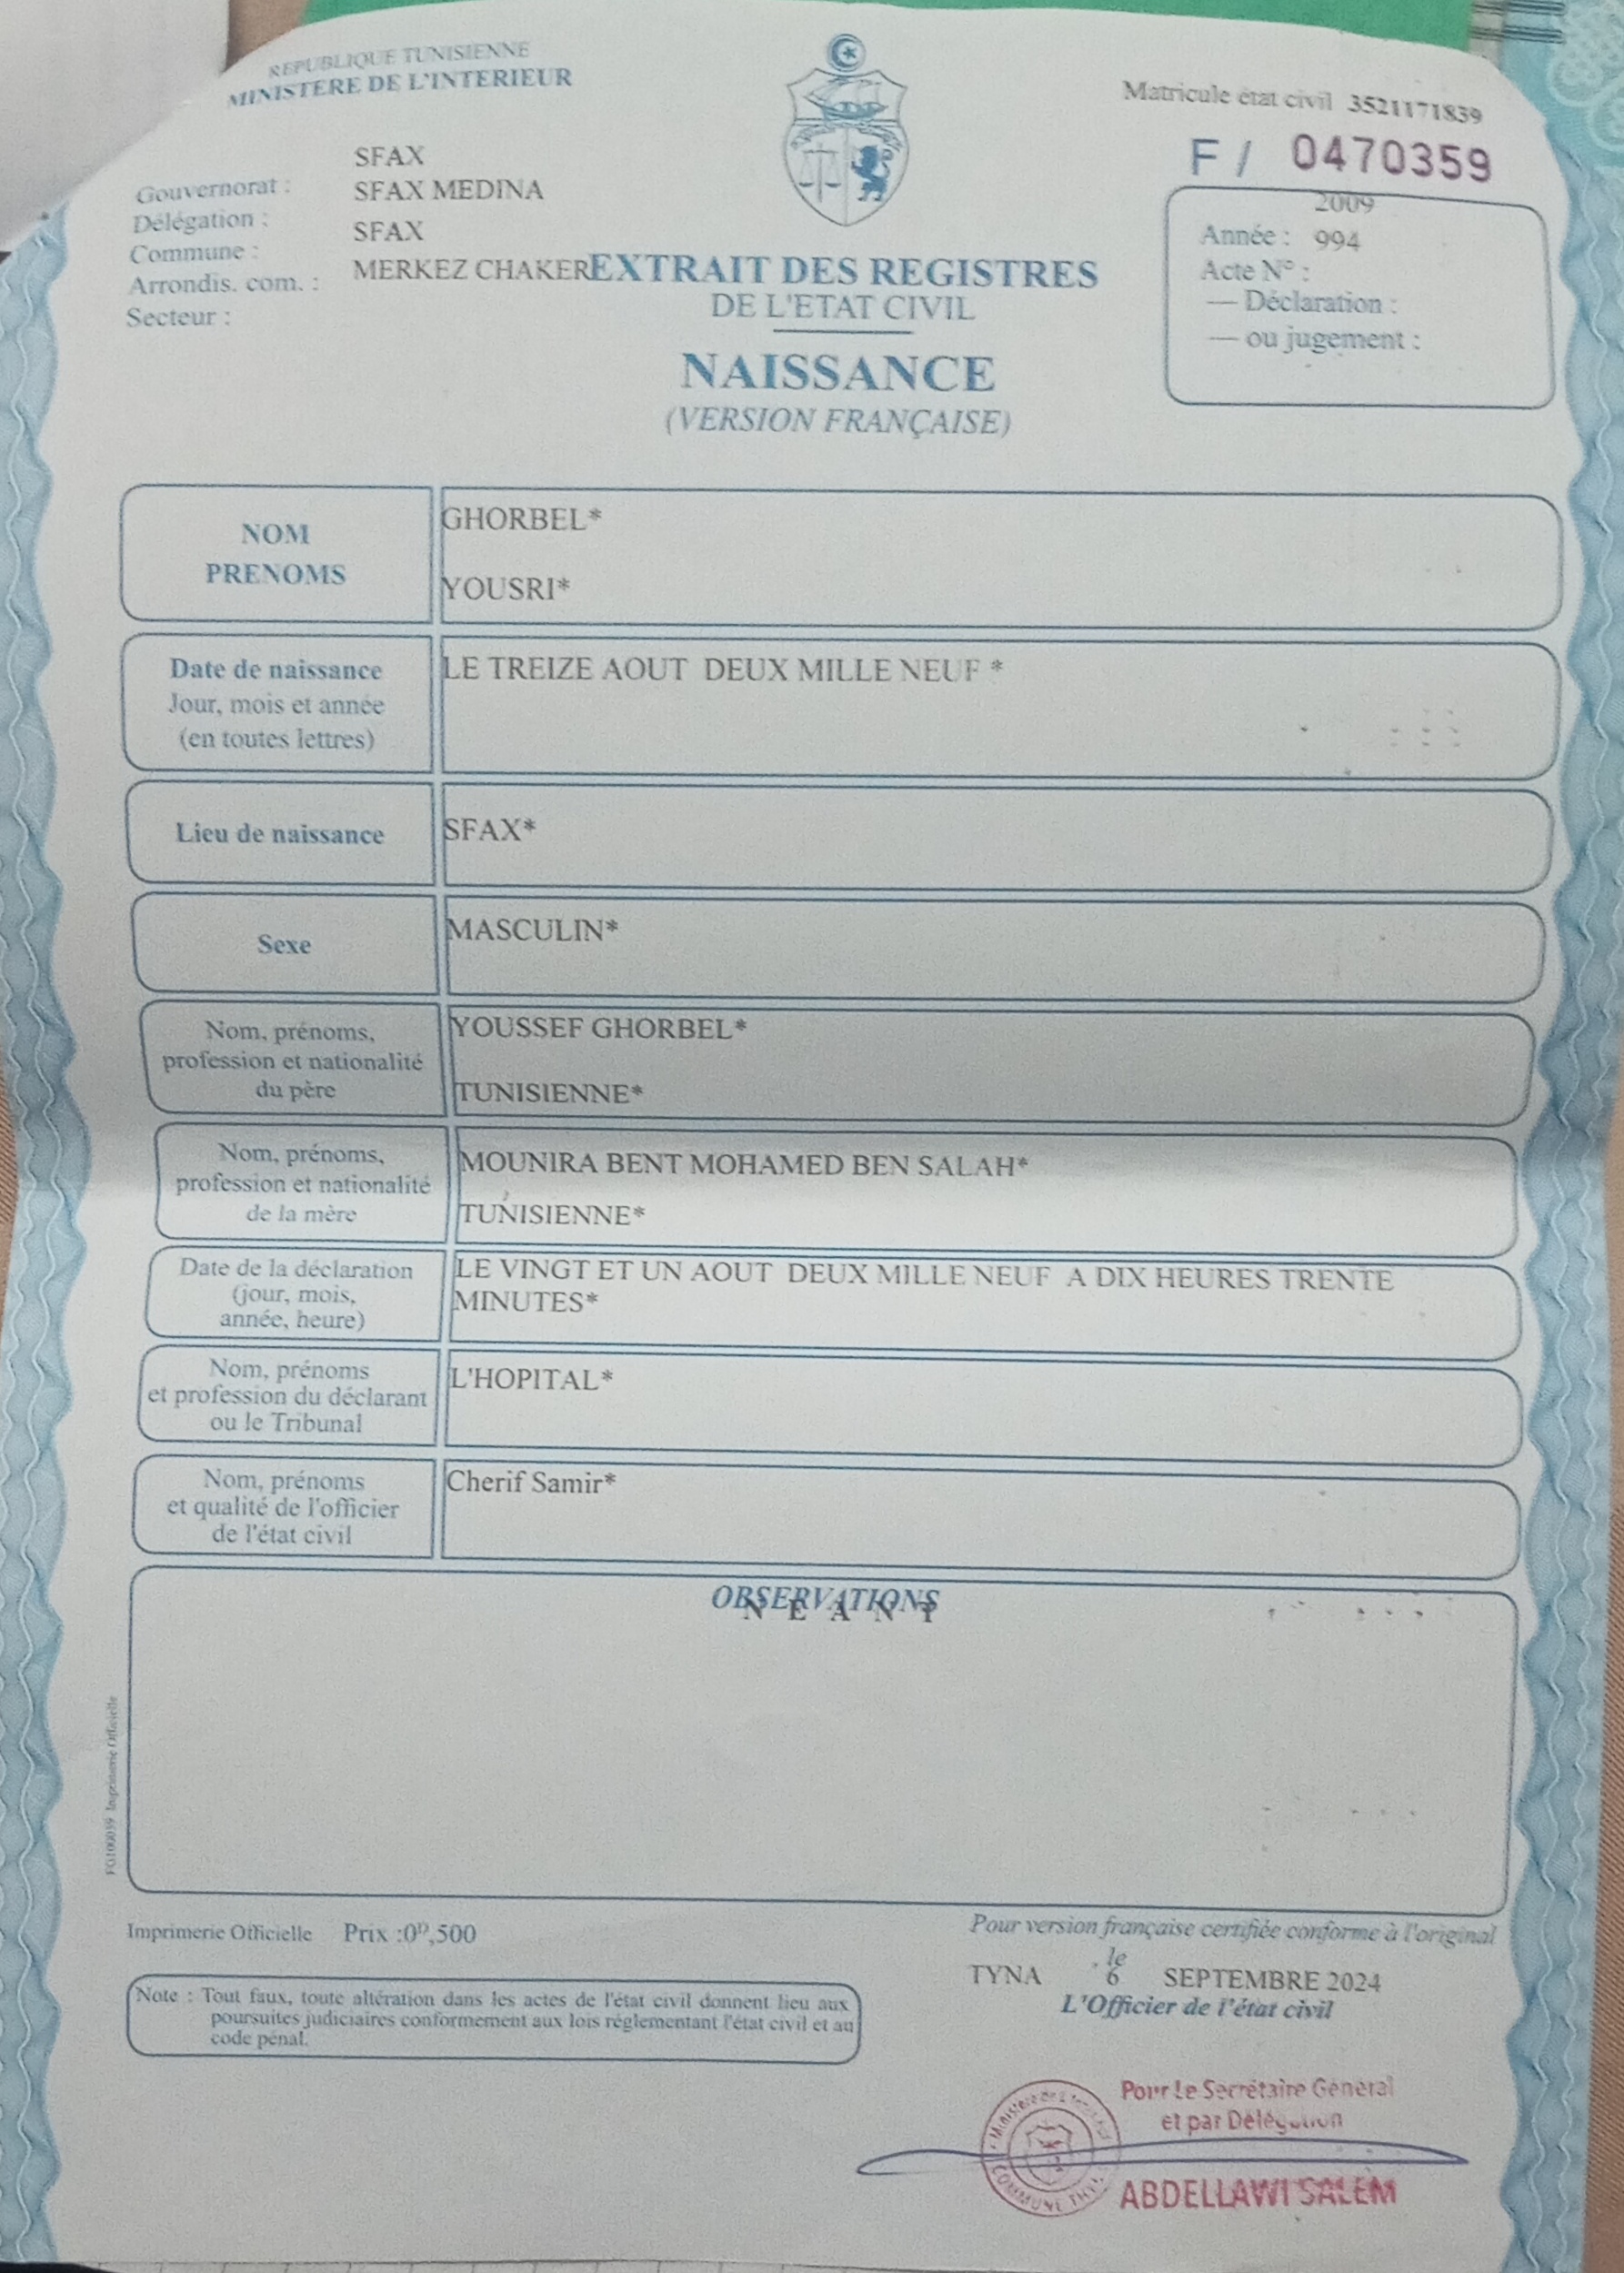 REPUBLIQUE TUNISIENNE
MINISTERE DE L'INTERIEUR
Matricule état civil 3521171839
F / 0470359
SFAX
Gouvernorat :
SFAX MEDINA
Délégation :
SFAX
Commune :
MERKEZ CHAKER
Arrondis. com. :
Secteur :
EXTRAIT DES REGISTRES
DE L'ETAT CIVIL
NAISSANCE
(VERSION FRANÇAISE)
2009
Année : 994
Acte N° :
— Déclaration :
— ou jugement :
NOM
PRENOMS
GHORBEL*
YOUSRI*
Date de naissance
Jour, mois et année
(en toutes lettres)
LE TREIZE AOUT DEUX MILLE NEUF *
Lieu de naissance
SFAX*
Sexe
MASCULIN*
Nom, prénoms,
profession et nationalité
du père
YOUSSEF GHORBEL*
TUNISIENNE*
Nom, prénoms,
profession et nationalité
de la mère
MOUNIRA BENT MOHAMED BEN SALAH*
TUNISIENNE*
Date de la déclaration
(jour, mois,
année, heure)
LE VINGT ET UN AOUT DEUX MILLE NEUF A DIX HEURES TRENTE
MINUTES*
Nom, prénoms
et profession du déclarant
ou le Tribunal
L'HOPITAL*
Nom, prénoms
et qualité de l'officier
de l'état civil
Cherif Samir*
OBSERVATIONS
N E A N T
Imprimerie Officielle
Imprimerie Officielle Prix :0ᴰ,500
Note : Tout faux, toute altération dans les actes de l'état civil donnent lieu aux
poursuites judiciaires conformement aux lois réglementant l'état civil et au
code pénal.
Pour version française certifiée conforme à l'original
le
TYNA 6 SEPTEMBRE 2024
L'Officier de l'état civil
Pour Le Secrétaire Général
et par Délégation
ABDELLAWI SALEM